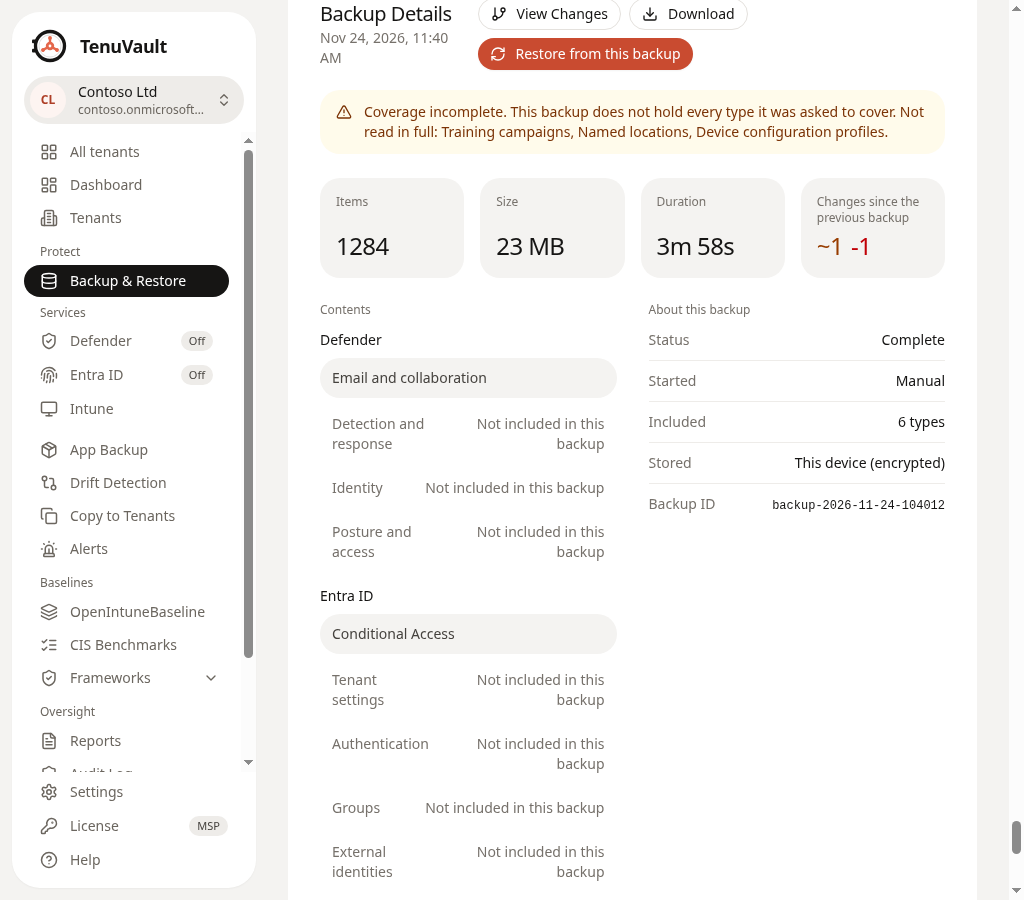 TenuVault
CL
Contoso Ltd
contoso.onmicrosoft...
All tenants
Dashboard
Tenants
Protect
Backup & Restore
Services
Defender Off
Entra ID Off
Intune
App Backup
Drift Detection
Copy to Tenants
Alerts
Baselines
OpenIntuneBaseline
CIS Benchmarks
Frameworks
Oversight
Reports
Audit Log
Settings
License MSP
Help
Backup Details
Nov 24, 2026, 11:40
AM
View Changes
Download
Restore from this backup
Coverage incomplete. This backup does not hold every type it was asked to cover. Not
read in full: Training campaigns, Named locations, Device configuration profiles.
Items
1284
Size
23 MB
Duration
3m 58s
Changes since the
previous backup
~1 -1
Contents
Defender
Email and collaboration
Detection and
response
Not included in this
backup
Identity
Not included in this backup
Posture and
access
Not included in this
backup
Entra ID
Conditional Access
Tenant
settings
Not included in this
backup
Authentication
Not included in this
backup
Groups
Not included in this backup
External
identities
Not included in this
backup
About this backup
Status Complete
Started Manual
Included 6 types
Stored This device (encrypted)
Backup ID backup-2026-11-24-104012